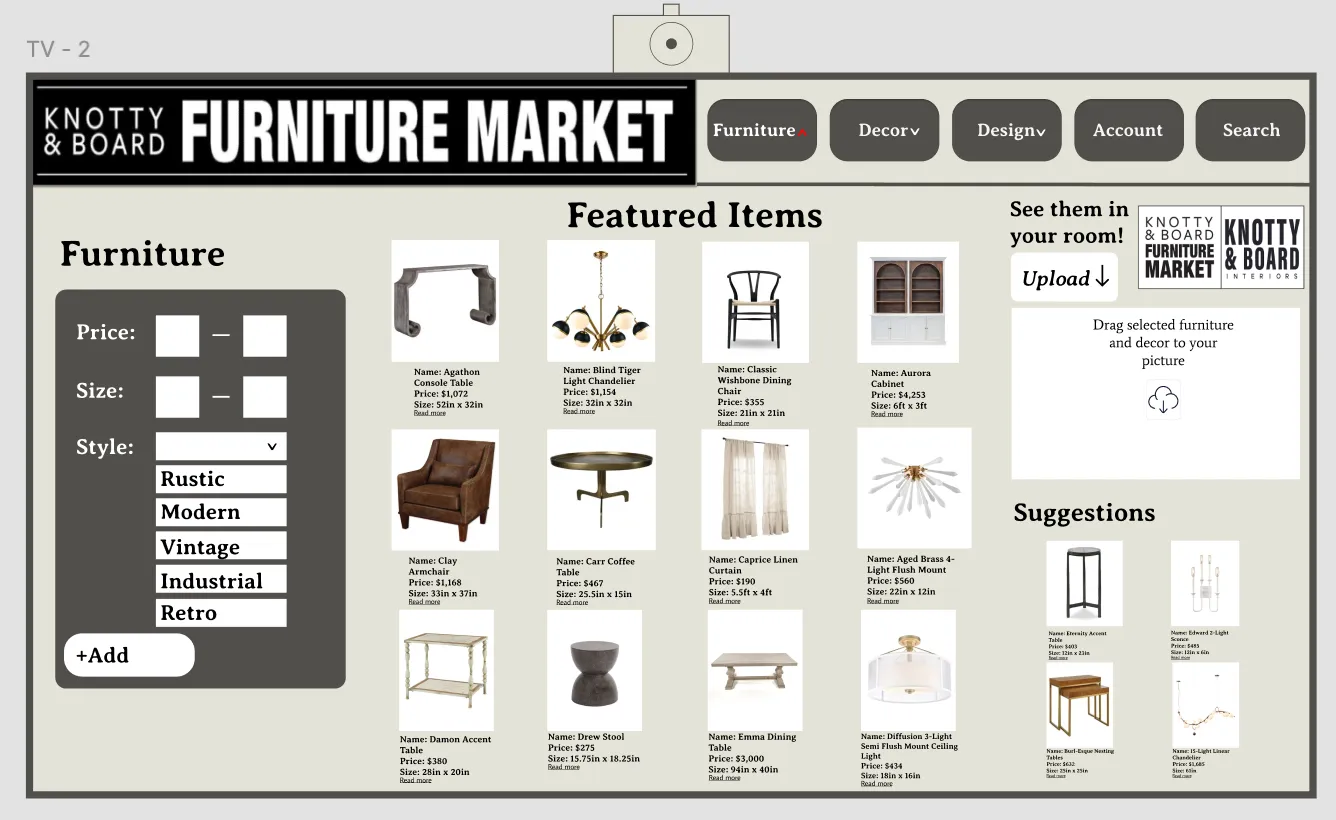 TV - 2
KNOTTY
& BOARD
FURNITURE MARKET
Furniture
Decor
Design
Account
Search
Featured Items
Furniture
Price:
Size:
Style:
Rustic
Modern
Vintage
Industrial
Retro
+Add
Name: Agathon
Console Table
Price: $1,072
Size: 52in x 32in
Read more
Name: Blind Tiger
Light Chandelier
Price: $1,154
Size: 32in x 32in
Read more
Name: Classic
Wishbone Dining
Chair
Price: $355
Size: 21in x 21in
Read more
Name: Aurora
Cabinet
Price: $4,253
Size: 6ft x 3ft
Read more
Name: Clay
Armchair
Price: $1,168
Size: 33in x 37in
Read more
Name: Carr Coffee
Table
Price: $467
Size: 25.5in x 15in
Read more
Name: Caprice Linen
Curtain
Price: $190
Size: 5.5ft x 4ft
Read more
Name: Aged Brass 4-
Light Flush Mount
Price: $560
Size: 22in x 12in
Read more
Name: Damon Accent
Table
Price: $380
Size: 28in x 20in
Read more
Name: Drew Stool
Price: $275
Size: 15.75in x 18.25in
Read more
Name: Emma Dining
Table
Price: $3,000
Size: 94in x 40in
Read more
Name: Diffusion 3-Light
Semi Flush Mount Ceiling
Light
Price: $434
Size: 18in x 16in
Read more
See them in
your room!
Upload
KNOTTY
& BOARD
FURNITURE
MARKET
KNOTTY
& BOARD
INTERIORS
Drag selected furniture
and decor to your
picture
Suggestions
Name: Eternity Accent
Table
Price: $403
Size: 12in x 23in
Read more
Name: Edward 2-Light
Sconce
Price: $485
Size: 12in x 6in
Read more
Name: Burl-Esque Nesting
Tables
Price: $632
Size: 25in x 25in
Read more
Name: 15-Light Linear
Chandelier
Price: $1,685
Size: 61in
Read more